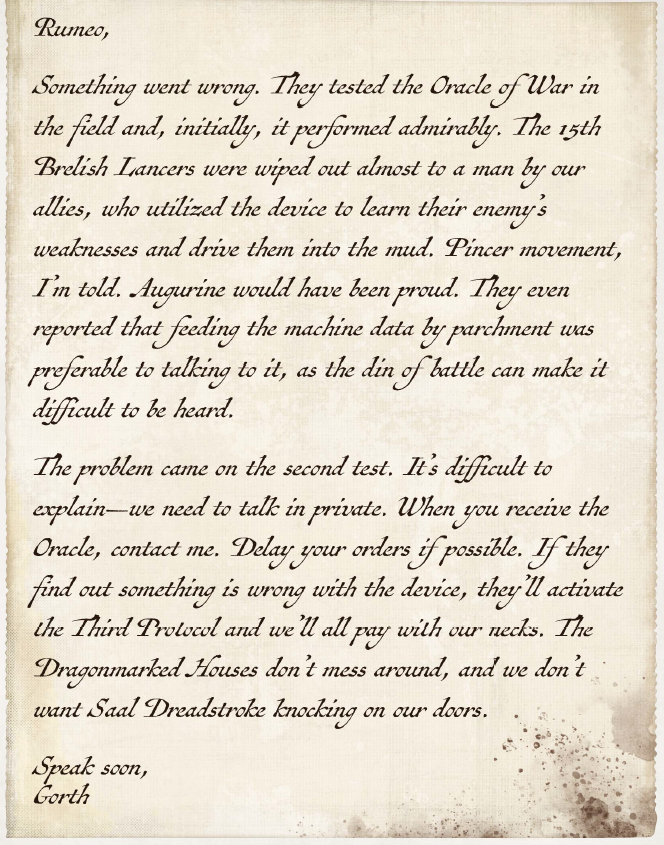 Rumeo,
Something went wrong. They tested the Oracle of War in
the field and, initially, it performed admirably. The 15th
Brelish Lancers were wiped out almost to a man by our
allies, who utilized the device to learn their enemy's
weaknesses and drive them into the mud. Pincer movement,
I'm told. Augurine would have been proud. They even
reported that feeding the machine data by parchment was
preferable to talking to it, as the din of battle can make it
difficult to be heard.
The problem came on the second test. It's difficult to
explain—we need to talk in private. When you receive the
Oracle, contact me. Delay your orders if possible. If they
find out something is wrong with the device, they'll activate
the Third Protocol and we'll all pay with our necks. The
Dragonmarked Houses don't mess around, and we don't
want Saal Dreadstroke knocking on our doors.
Speak soon,
Gorth